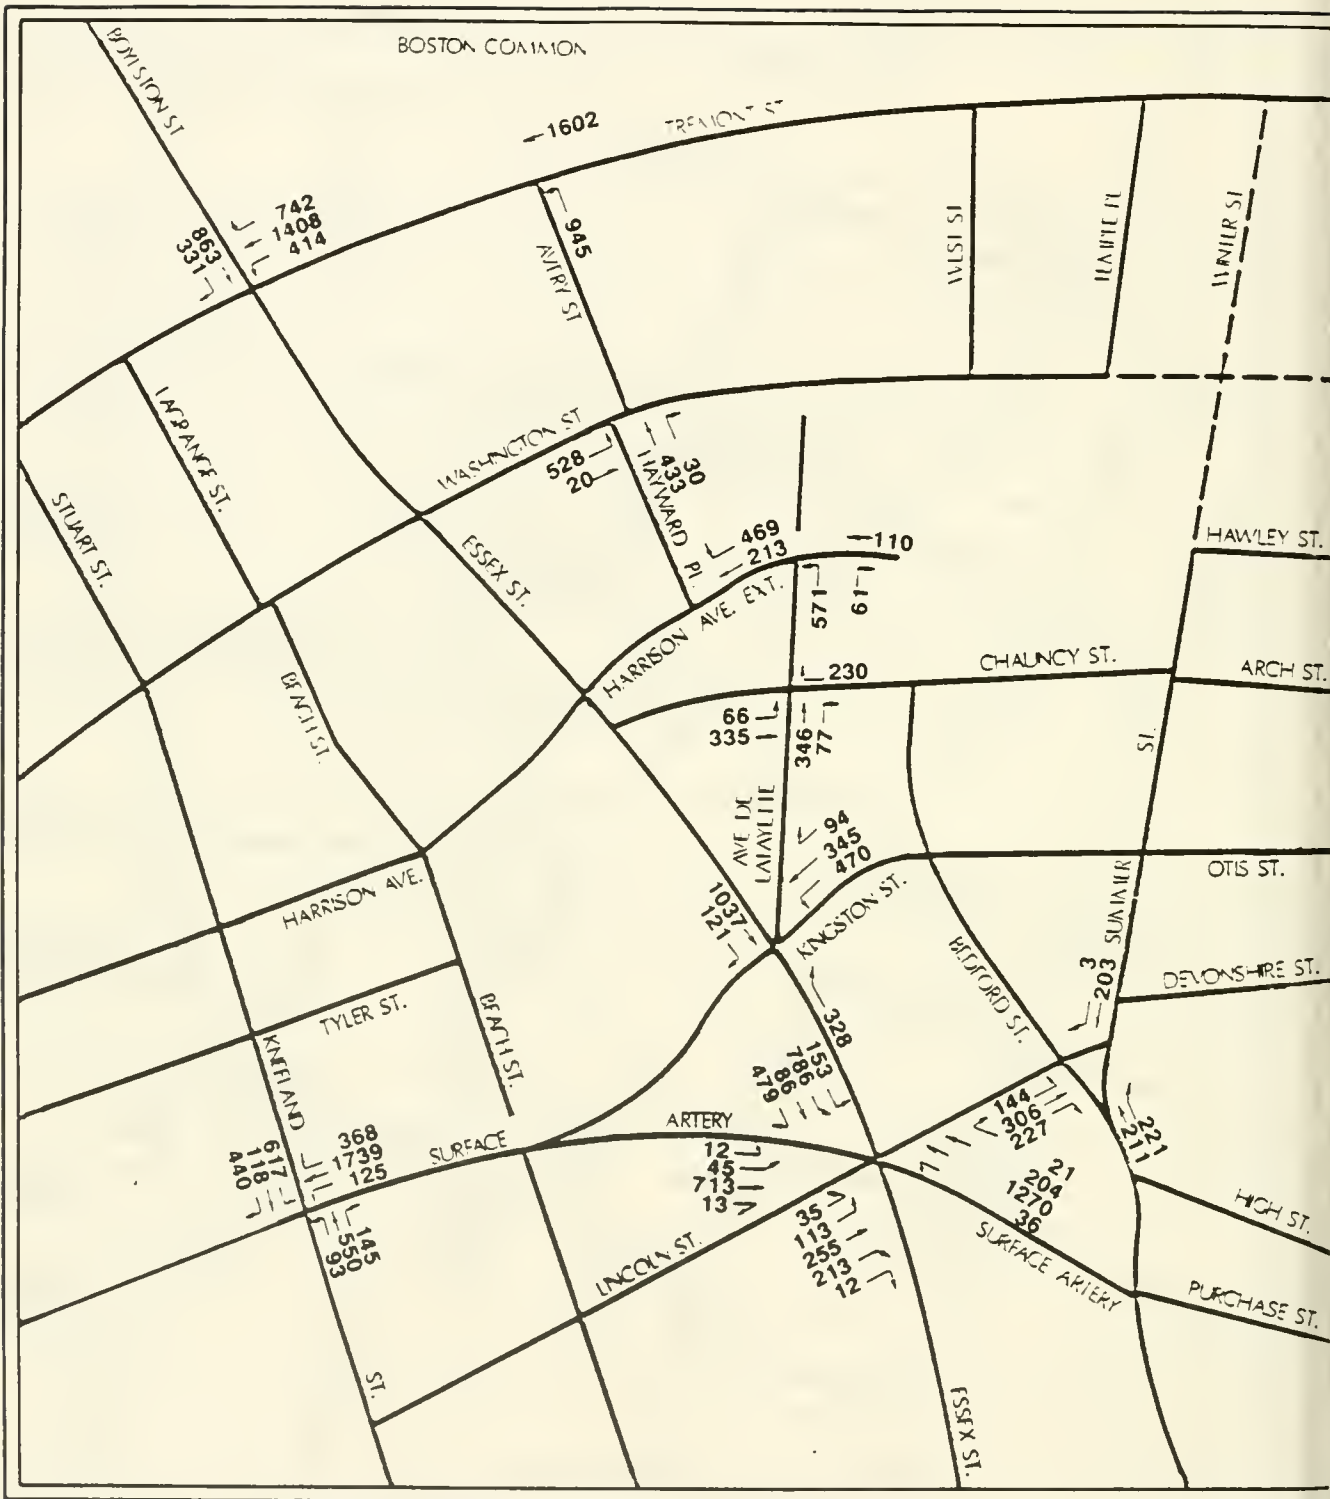 BOSTON COMMON
BOYLSTON ST
1602
TREMONT ST
742
1408
414
863
331
945
AVERY ST
WEST ST
TEMPLE PL
WINTER ST
LAGRANGE ST.
STUART ST.
WASHINGTON ST
528
20
30
433
HAYWARD PL.
ESSEX ST.
469
213
110
HARRISON AVE. EXT.
571
61
HAWLEY ST.
CHAUNCY ST.
230
ARCH ST.
66
335
346
77
BEACH ST.
AVE DE
LAFAYETTE
94
345
470
SUMMER
ST.
OTIS ST.
HARRISON AVE.
1037
121
KINGSTON ST.
BEDFORD ST.
3
203
DEVONSHIRE ST.
TYLER ST.
BEACH ST.
328
153
786
86
479
KNEELAND
ST.
SURFACE
ARTERY
144
306
227
221
211
368
1739
125
617
118
440
12
45
713
13
21
204
1270
36
HIGH ST.
145
550
93
LINCOLN ST.
35
113
255
213
12
SURFACE ARTERY
PURCHASE ST.
ESSEX ST.